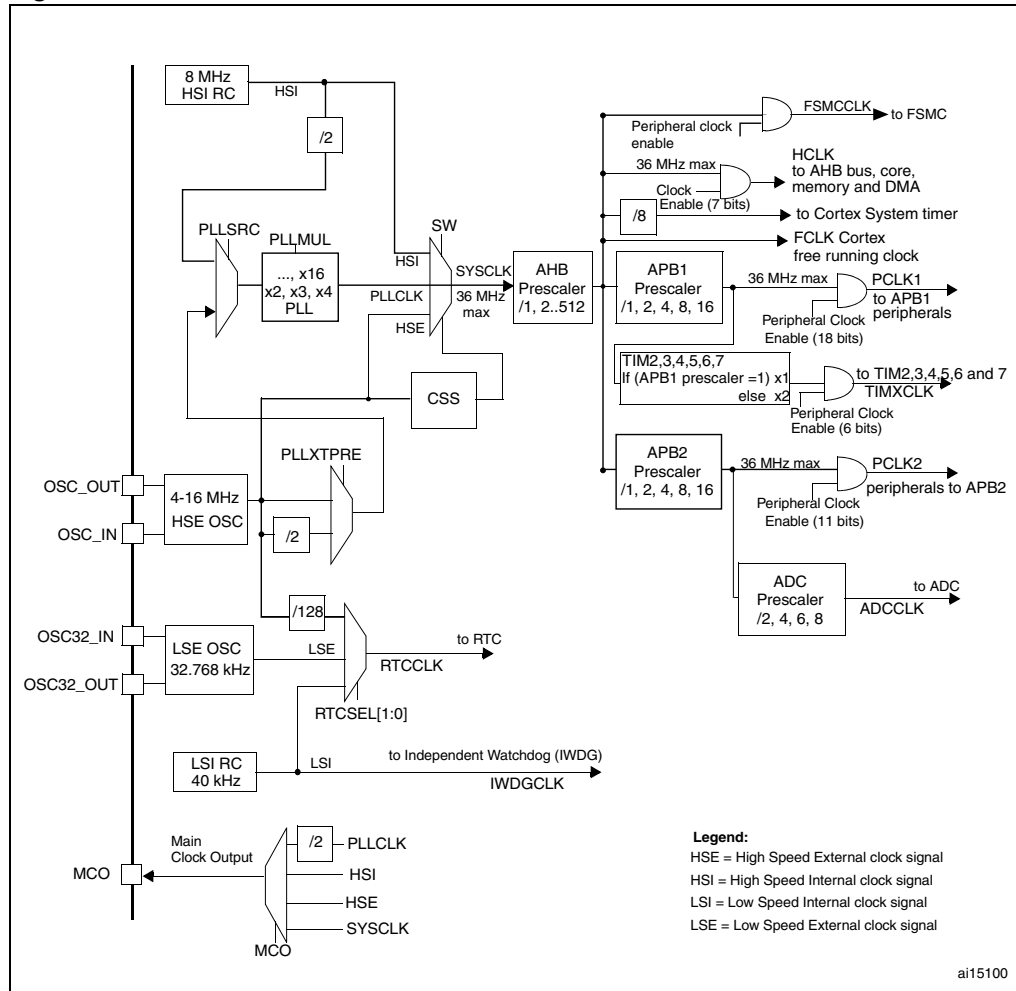 8 MHz
HSI RC
HSI
/2
FSMCCLK
to FSMC
Peripheral clock
enable
36 MHz max
HCLK
to AHB bus, core,
memory and DMA
Clock
Enable (7 bits)
/8
to Cortex System timer
FCLK Cortex
free running clock
PLLSRC
PLLMUL
..., x16
x2, x3, x4
PLL
SW
HSI
PLLCLK
HSE
SYSCLK
36 MHz
max
AHB
Prescaler
/1, 2..512
APB1
Prescaler
/1, 2, 4, 8, 16
36 MHz max
PCLK1
to APB1
peripherals
Peripheral Clock
Enable (18 bits)
TIM2,3,4,5,6,7
If (APB1 prescaler =1) x1
else x2
to TIM2,3,4,5,6 and 7
TIMXCLK
Peripheral Clock
Enable (6 bits)
CSS
PLLXTPRE
OSC_OUT
OSC_IN
4-16 MHz
HSE OSC
/2
APB2
Prescaler
/1, 2, 4, 8, 16
36 MHz max
PCLK2
peripherals to APB2
Peripheral Clock
Enable (11 bits)
ADC
Prescaler
/2, 4, 6, 8
to ADC
ADCCLK
/128
OSC32_IN
OSC32_OUT
LSE OSC
32.768 kHz
LSE
to RTC
RTCCLK
RTCSEL[1:0]
LSI RC
40 kHz
LSI
to Independent Watchdog (IWDG)
IWDGCLK
MCO
Main
Clock Output
/2
PLLCLK
HSI
HSE
SYSCLK
MCO
Legend:
HSE = High Speed External clock signal
HSI = High Speed Internal clock signal
LSI = Low Speed Internal clock signal
LSE = Low Speed External clock signal
ai15100